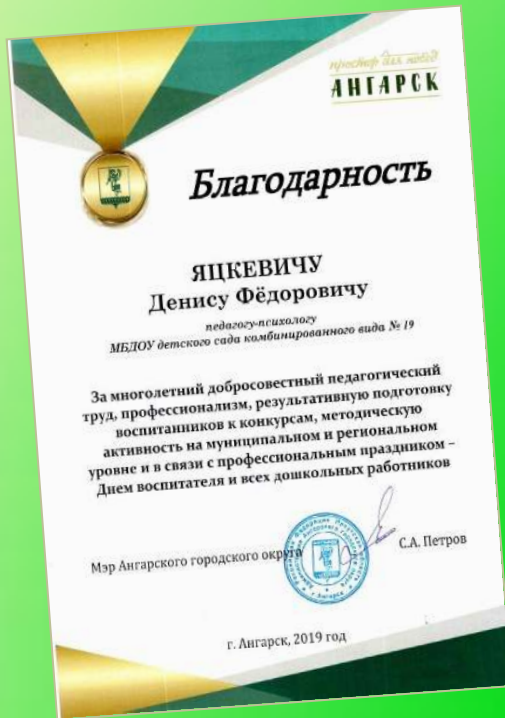 простор для побед
АНГАРСК
Благодарность
ЯЦКЕВИЧУ
Денису Фёдоровичу
педагогу-психологу
МБДОУ детского сада комбинированного вида № 19
За многолетний добросовестный педагогический
труд, профессионализм, результативную подготовку
воспитанников к конкурсам, методическую
активность на муниципальном и региональном
уровне и в связи с профессиональным праздником –
Днем воспитателя и всех дошкольных работников
Мэр Ангарского городского округа
С.А. Петров
г. Ангарск, 2019 год